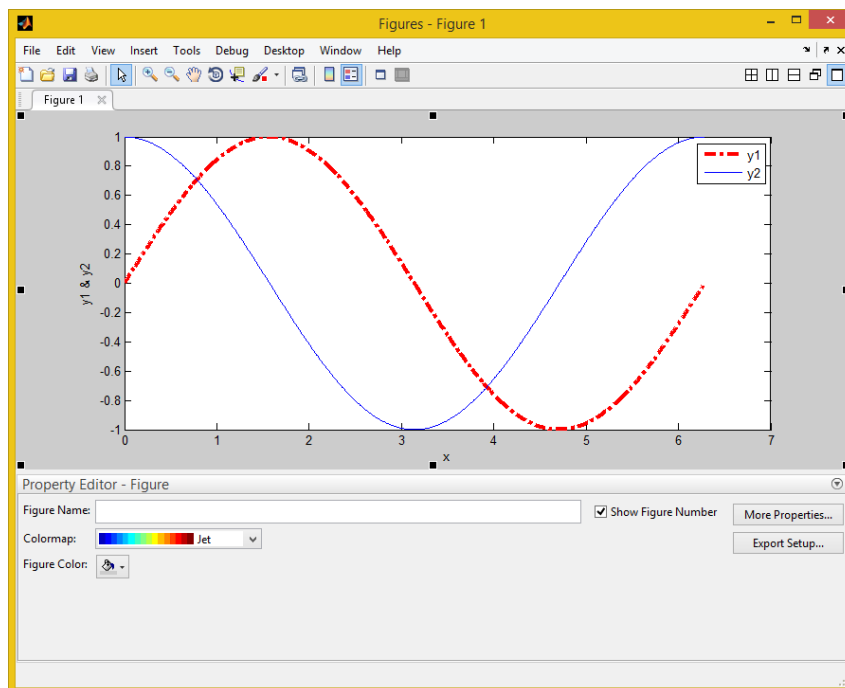 Figures - Figure 1
File Edit View Insert Tools Debug Desktop Window Help
Figure 1
1
0.8
0.6
0.4
0.2
0
-0.2
-0.4
-0.6
-0.8
-1
y1 & y2
0 1 2 3 4 5 6 7
x
y1
y2
Property Editor - Figure
Figure Name:
Show Figure Number
More Properties...
Colormap:
Jet
Export Setup...
Figure Color: